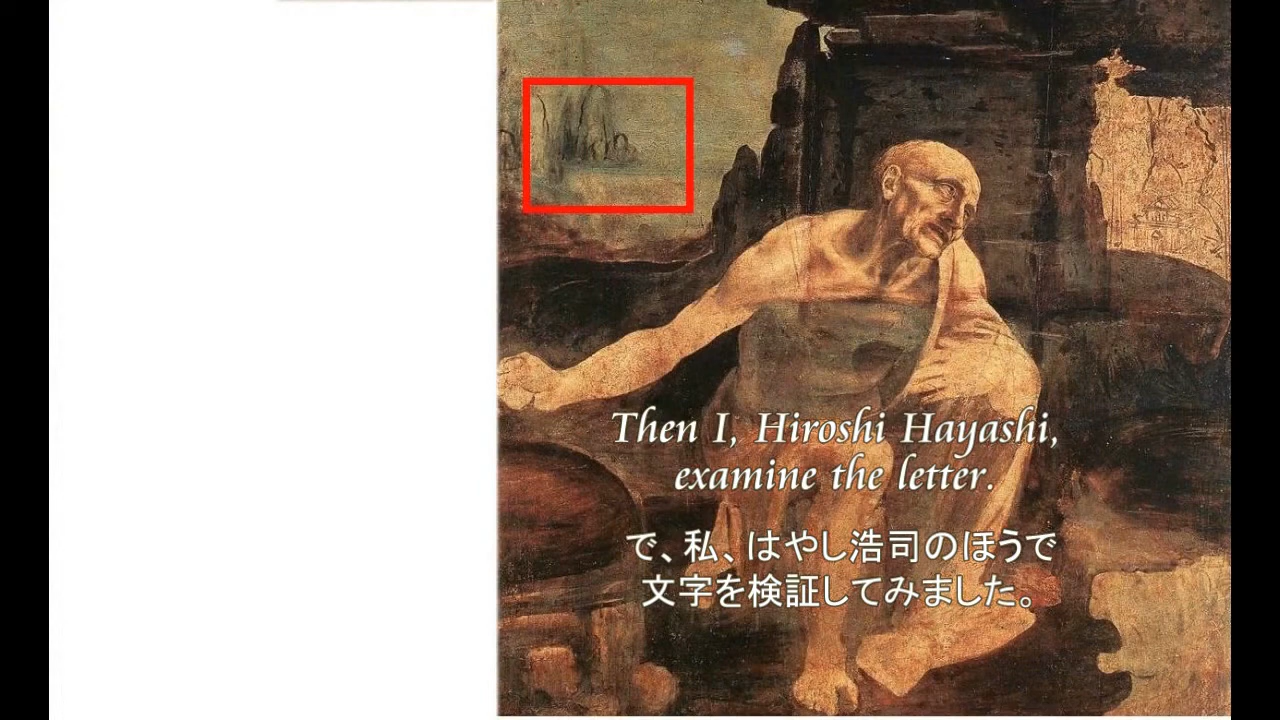 Then I, Hiroshi Hayashi,
examine the letter.
で、私、はやし浩司のほうで
文字を検証してみました。